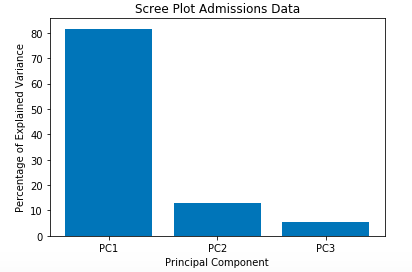 Scree Plot Admissions Data
Percentage of Explained Variance
80
70
60
50
40
30
20
10
0
PC1 PC2 PC3
Principal Component